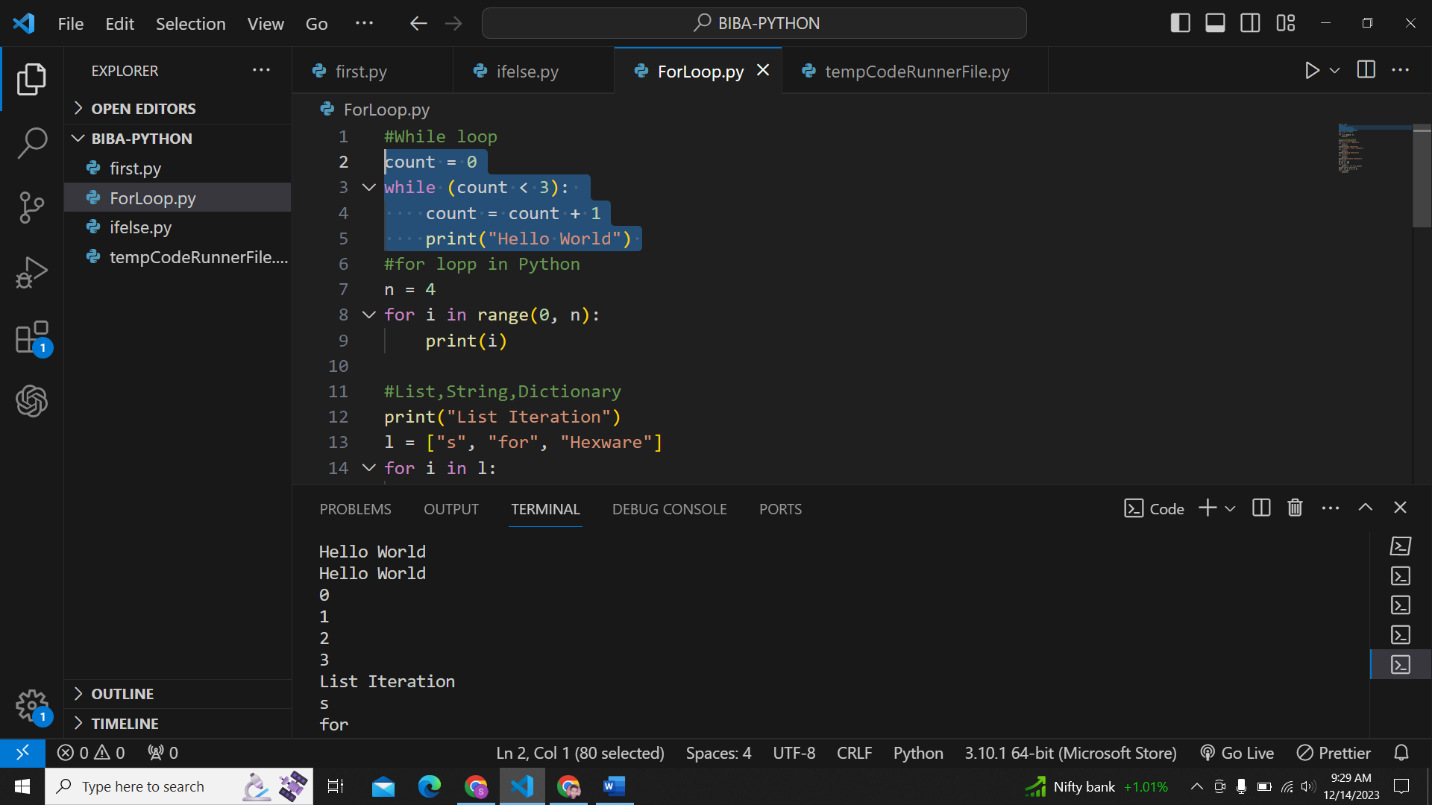 File Edit Selection View Go ... BIBA-PYTHON
EXPLORER ...
OPEN EDITORS
BIBA-PYTHON
first.py
ForLoop.py
ifelse.py
tempCodeRunnerFile....
OUTLINE
TIMELINE
1
1
first.py ifelse.py ForLoop.py tempCodeRunnerFile.py
ForLoop.py
1 #While loop
2 count = 0
3 while (count < 3):
4 count = count + 1
5 print("Hello World")
6 #for lopp in Python
7 n = 4
8 for i in range(0, n):
9 print(i)
10
11 #List,String,Dictionary
12 print("List Iteration")
13 l = ["s", "for", "Hexware"]
14 for i in l:
PROBLEMS OUTPUT TERMINAL DEBUG CONSOLE PORTS Code
Hello World
Hello World
0
1
2
3
List Iteration
s
for
0 0 0 Ln 2, Col 1 (80 selected) Spaces: 4 UTF-8 CRLF Python 3.10.1 64-bit (Microsoft Store) Go Live Prettier
Type here to search Nifty bank +1.01% 9:29 AM
12/14/2023